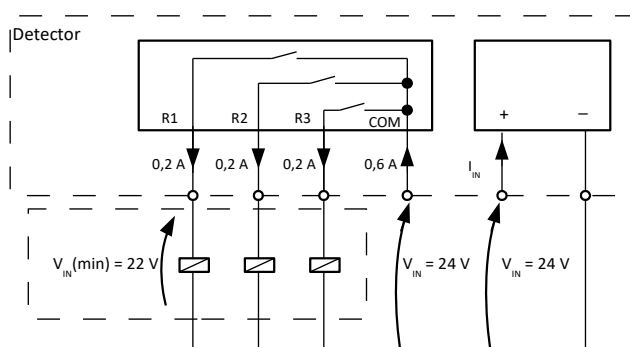 Detector
R1 R2 R3 COM + −
0,2 A 0,2 A 0,2 A 0,6 A I_IN
V_IN(min) = 22 V V_IN = 24 V V_IN = 24 V